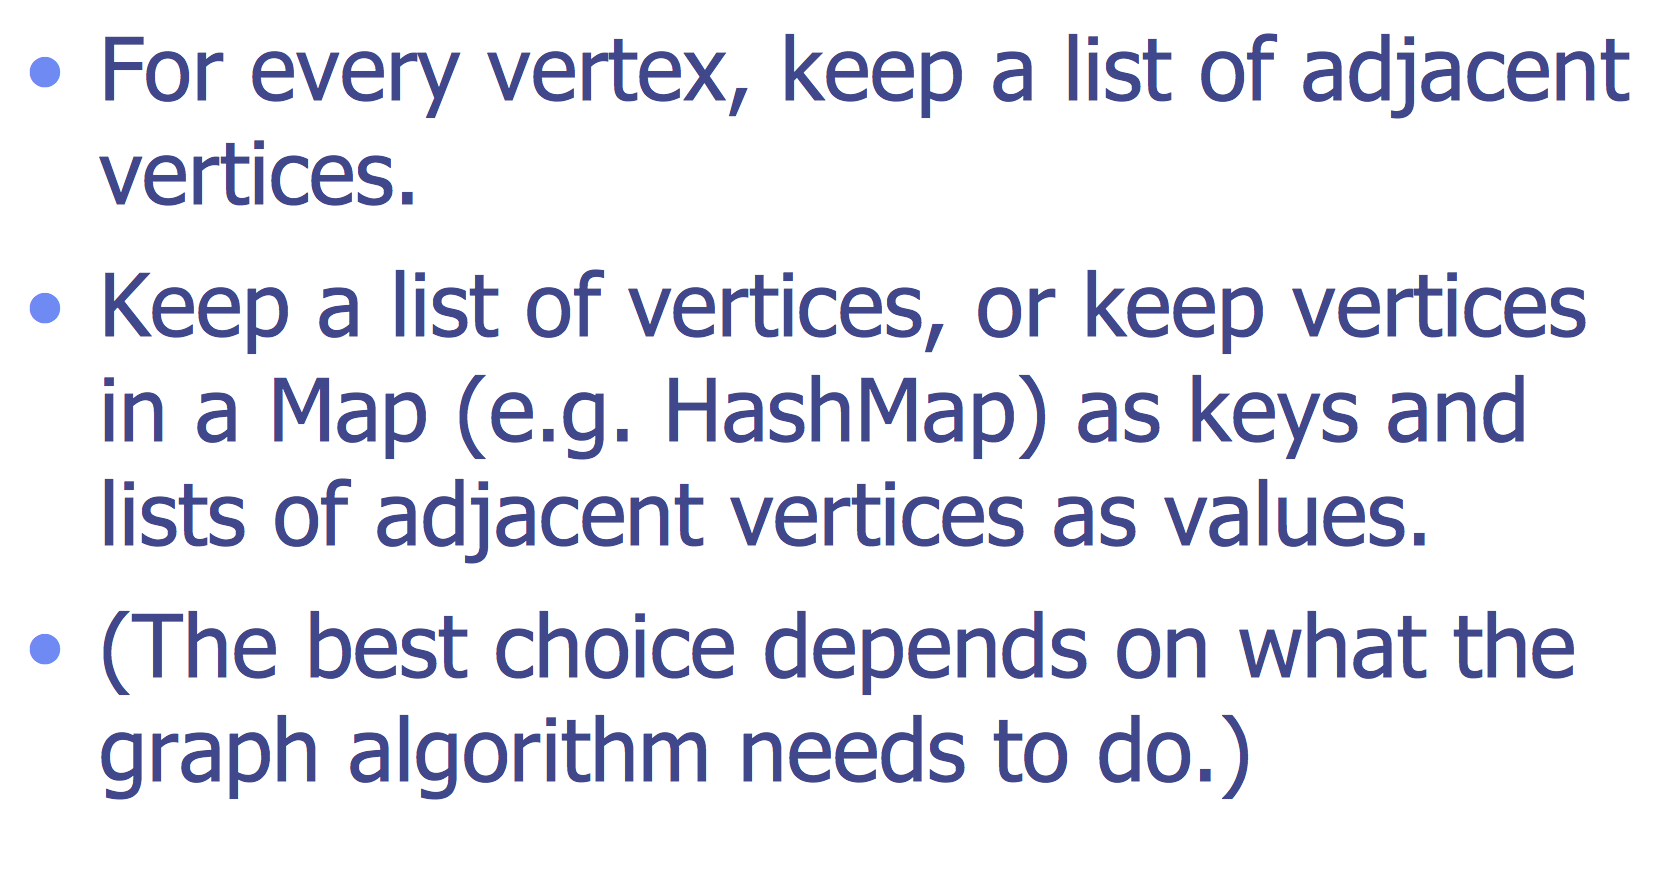 • For every vertex, keep a list of adjacent
vertices.
• Keep a list of vertices, or keep vertices
in a Map (e.g. HashMap) as keys and
lists of adjacent vertices as values.
• (The best choice depends on what the
graph algorithm needs to do.)